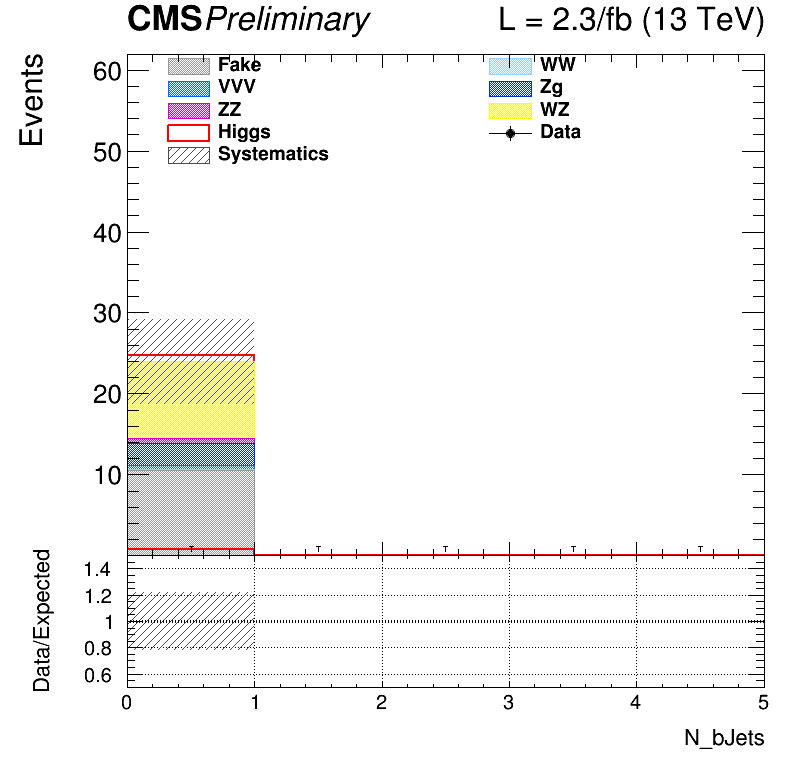 CMS Preliminary L = 2.3/fb (13 TeV)
Events
60
50
40
30
20
10
Fake WW
VVV Zg
ZZ WZ
Higgs Data
Systematics
Data/Expected
1.4
1.2
1
0.8
0.6
0 1 2 3 4 5
N_bJets